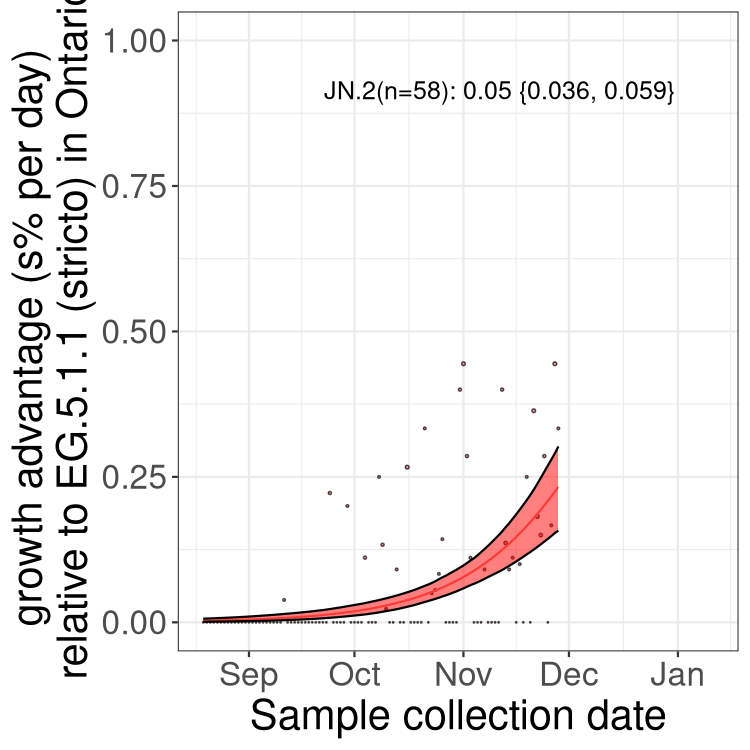 growth advantage (s% per day)
relative to EG.5.1.1 (stricto) in Ontario
1.00
0.75
0.50
0.25
0.00
JN.2(n=58): 0.05 {0.036, 0.059}
Sep Oct Nov Dec Jan
Sample collection date